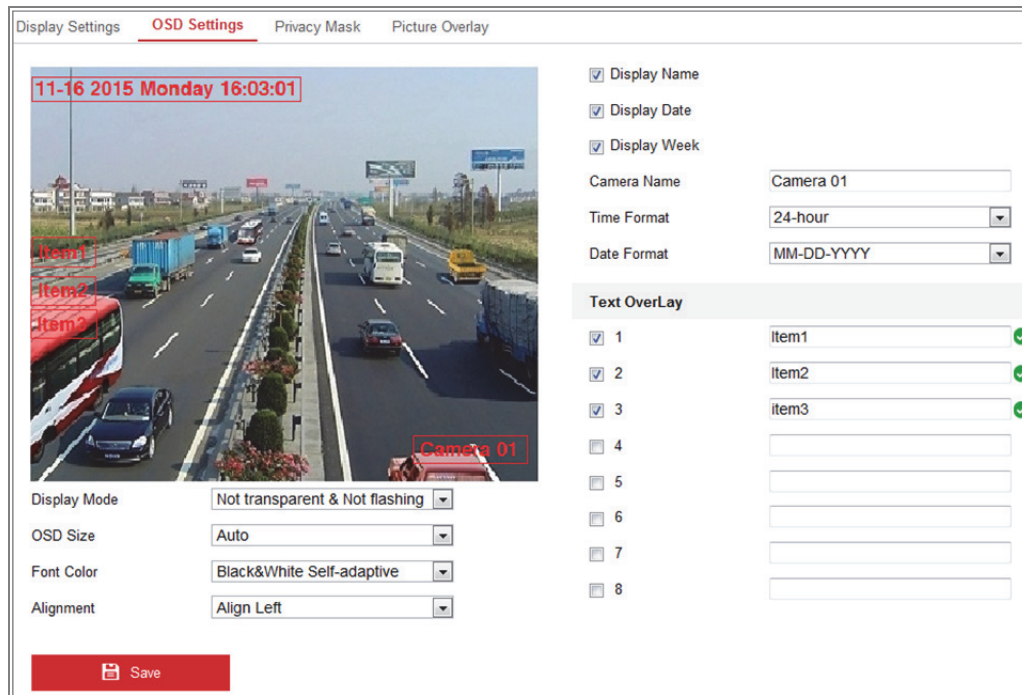 Display Settings OSD Settings Privacy Mask Picture Overlay
11-16 2015 Monday 16:03:01
Item1
Item2
Item3
Camera 01
Display Mode Not transparent & Not flashing
OSD Size Auto
Font Color Black&White Self-adaptive
Alignment Align Left
Save
Display Name
Display Date
Display Week
Camera Name Camera 01
Time Format 24-hour
Date Format MM-DD-YYYY
Text OverLay
1 Item1
2 Item2
3 item3
4
5
6
7
8